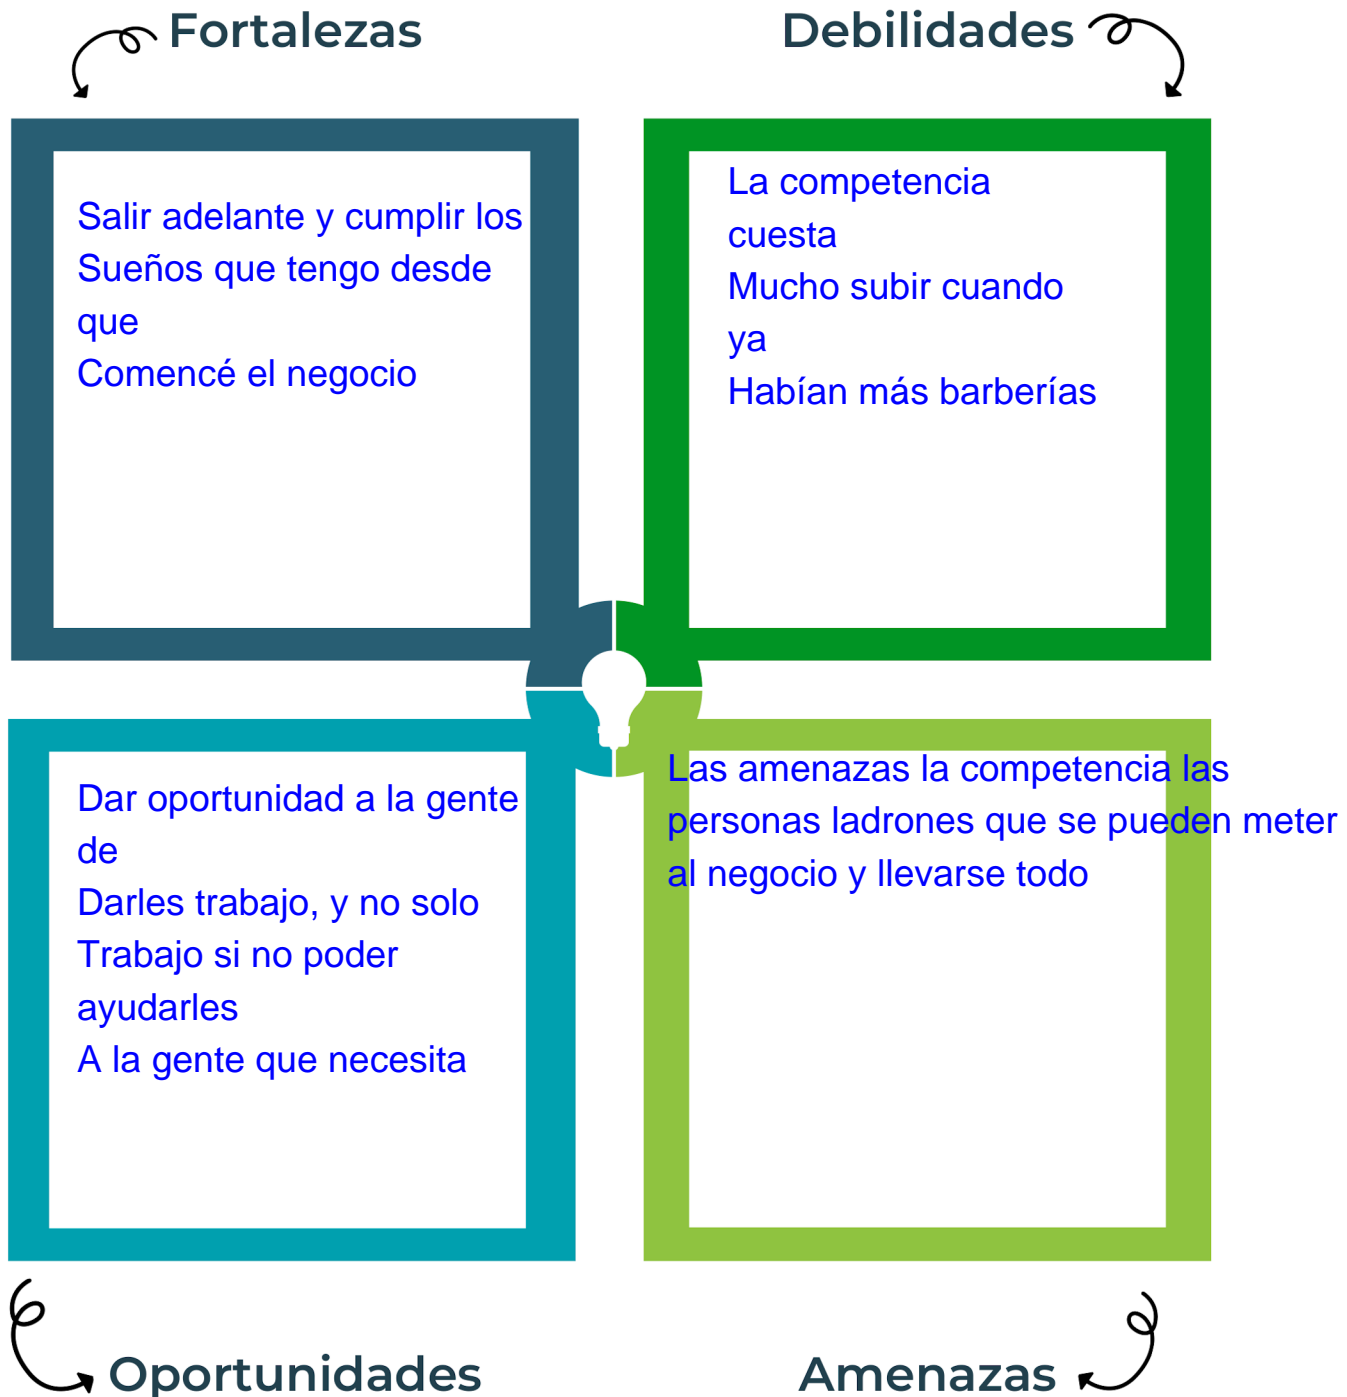 Fortalezas
Salir adelante y cumplir los
Sueños que tengo desde
que
Comencé el negocio
Debilidades
La competencia
cuesta
Mucho subir cuando
ya
Habían más barberías
Dar oportunidad a la gente
de
Darles trabajo, y no solo
Trabajo si no poder
ayudarles
A la gente que necesita
Oportunidades
Las amenazas la competencia las
personas ladrones que se pueden meter
al negocio y llevarse todo
Amenazas